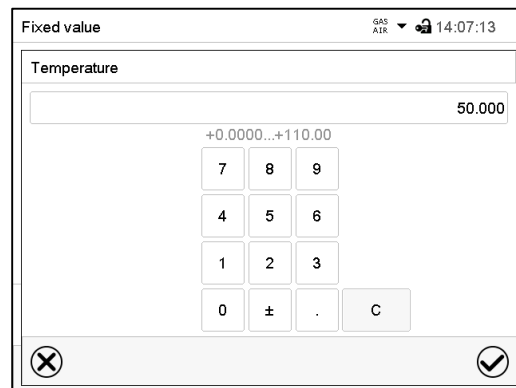 Fixed value GAS AIR 14:07:13
Temperature
50.000
+0.0000...+110.00
7 8 9
4 5 6
1 2 3
0 ± . C